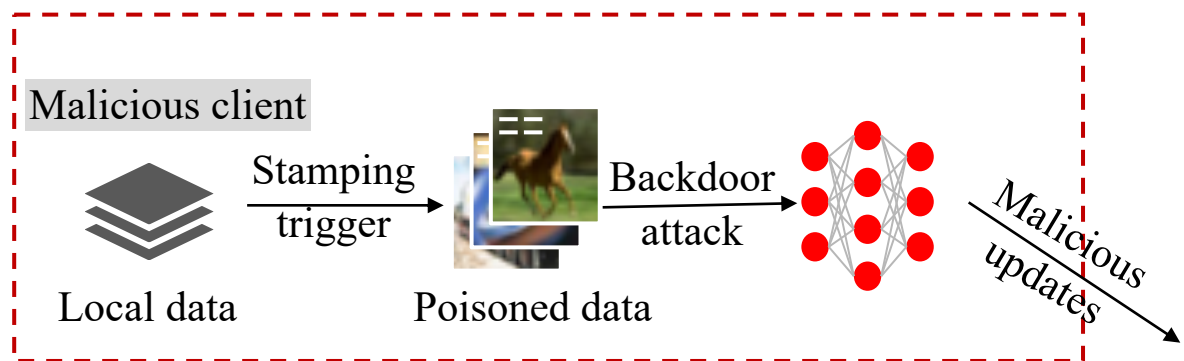 Malicious client
Stamping
trigger
Backdoor
attack
Malicious
updates
Local data
Poisoned data